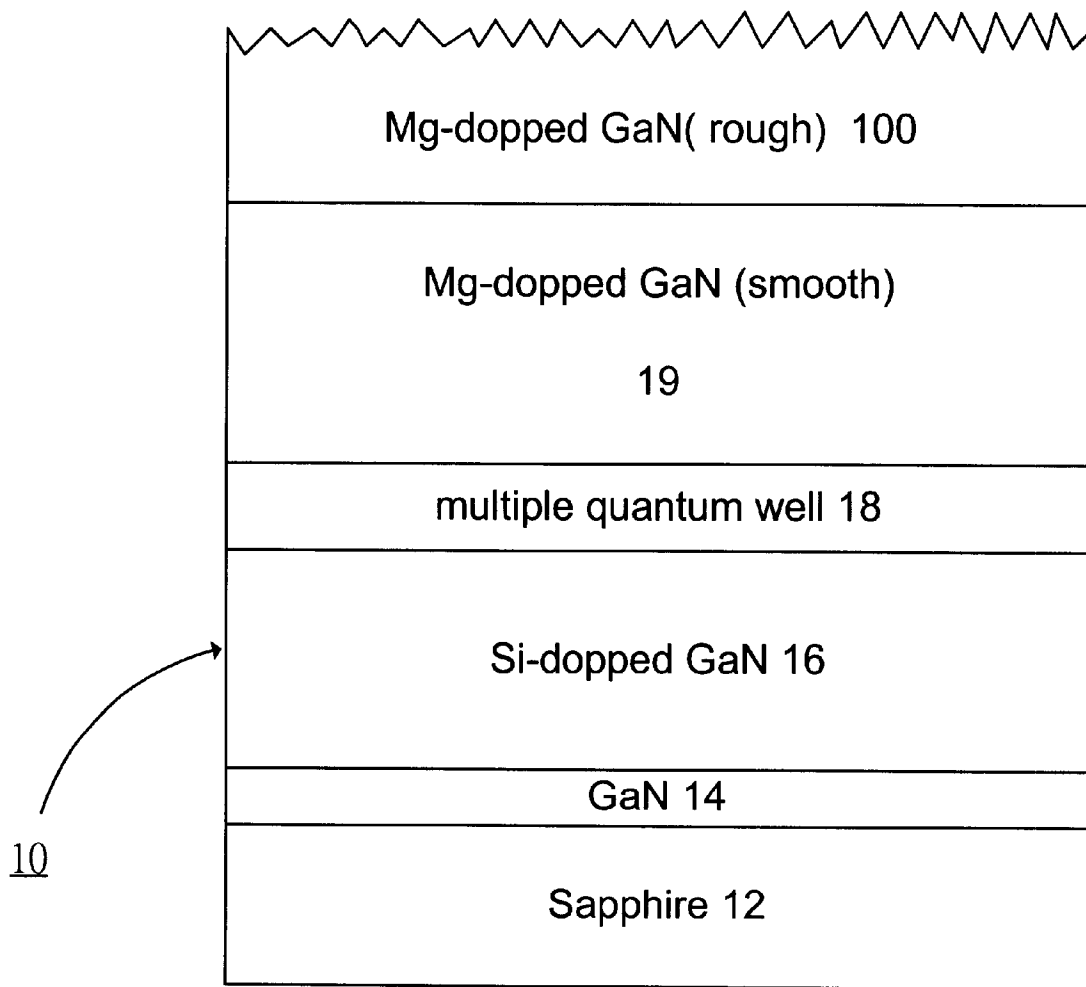 Mg-dopped GaN( rough) 100
Mg-dopped GaN (smooth)
19
multiple quantum well 18
Si-dopped GaN 16
GaN 14
10
Sapphire 12